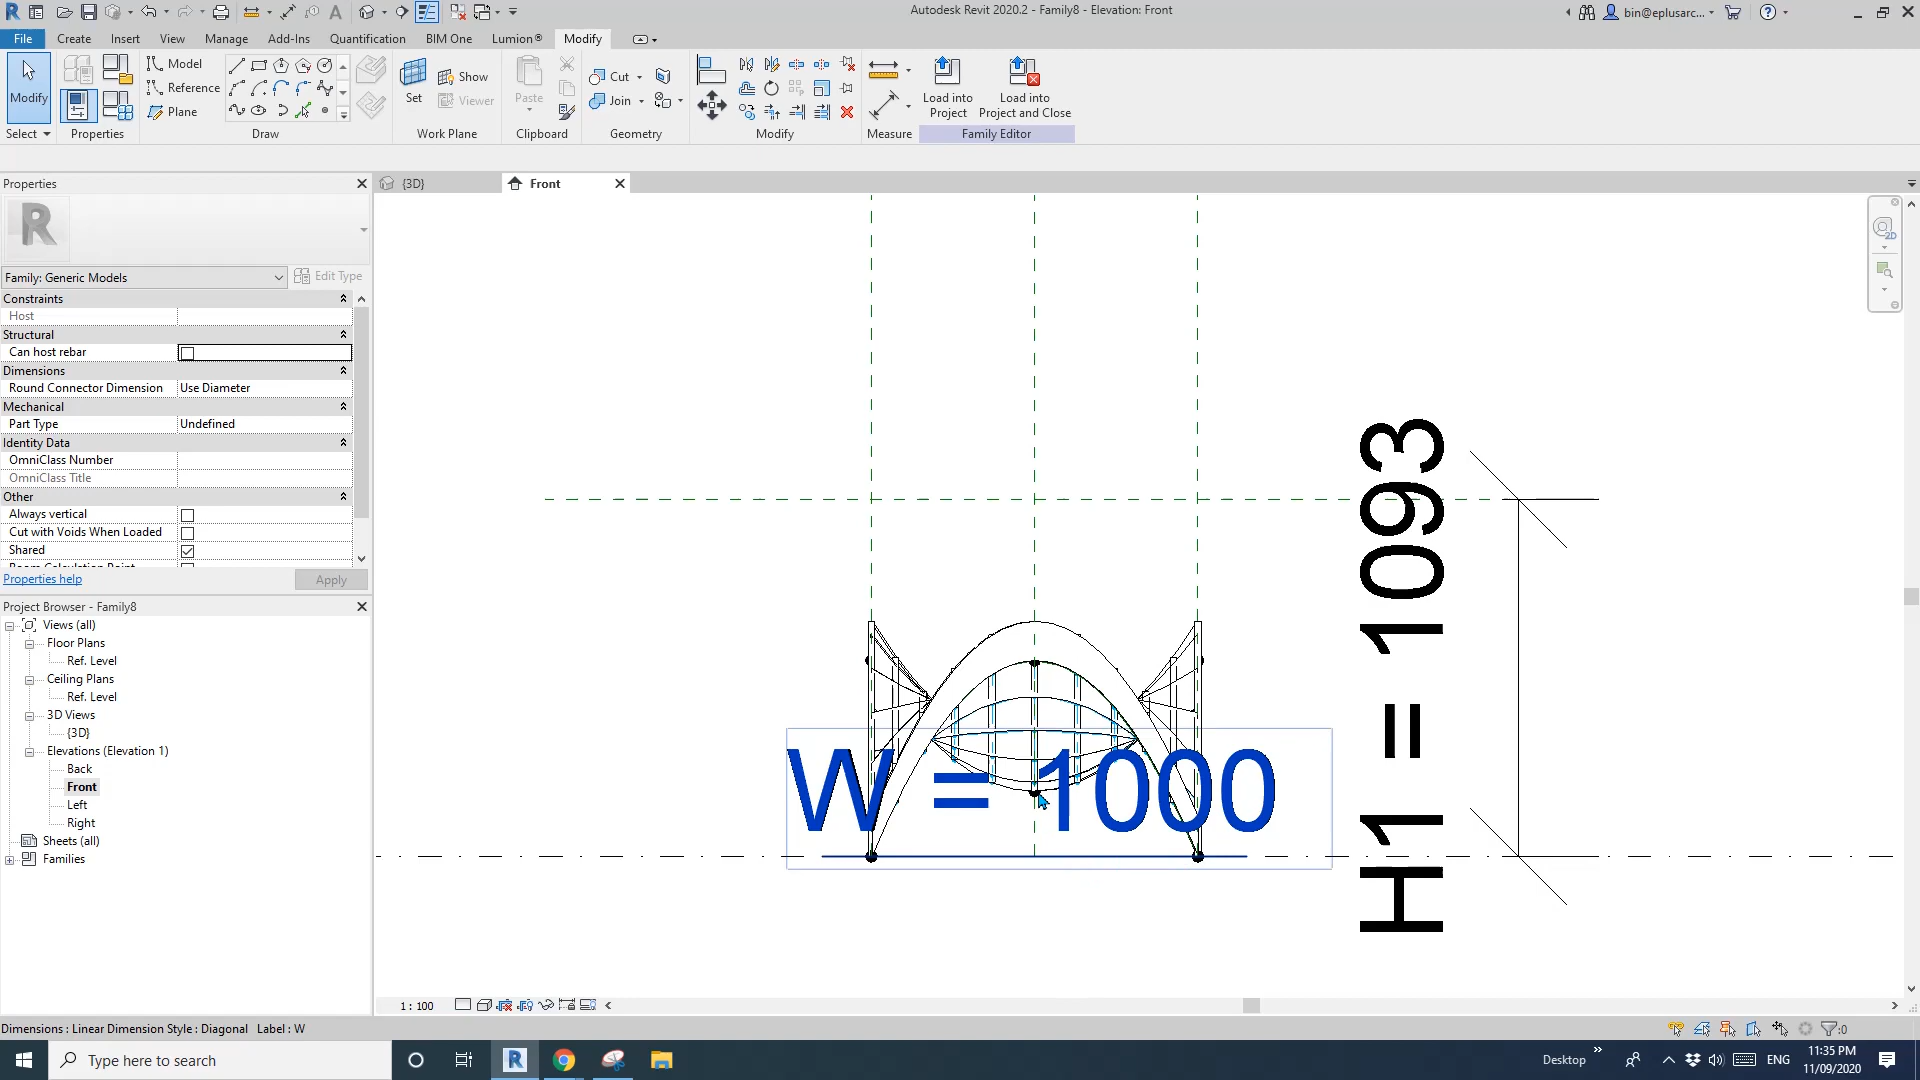 Autodesk Revit 2020.2 - Family8 - Elevation: Front
bin@eplusarc...
File Create Insert View Manage Add-Ins Quantification BIM One Lumion® Modify
Modify
Select
Properties
Model
Reference
Plane
Draw
Set
Show
Viewer
Work Plane
Paste
Clipboard
Cut
Join
Geometry
Modify
Measure
Load into
Project
Load into
Project and Close
Family Editor
Properties
{3D}
Front
Family: Generic Models
Edit Type
Constraints
Host
Structural
Can host rebar
Dimensions
Round Connector Dimension Use Diameter
Mechanical
Part Type Undefined
Identity Data
OmniClass Number
OmniClass Title
Other
Always vertical
Cut with Voids When Loaded
Shared
Properties help
Apply
Project Browser - Family8
Views (all)
Floor Plans
Ref. Level
Ceiling Plans
Ref. Level
3D Views
{3D}
Elevations (Elevation 1)
Back
Front
Left
Right
Sheets (all)
Families
W = 1000
H1 = 1093
2D
1 : 100
Dimensions : Linear Dimension Style : Diagonal Label : W
:0
Type here to search
Desktop
ENG
11:35 PM
11/09/2020